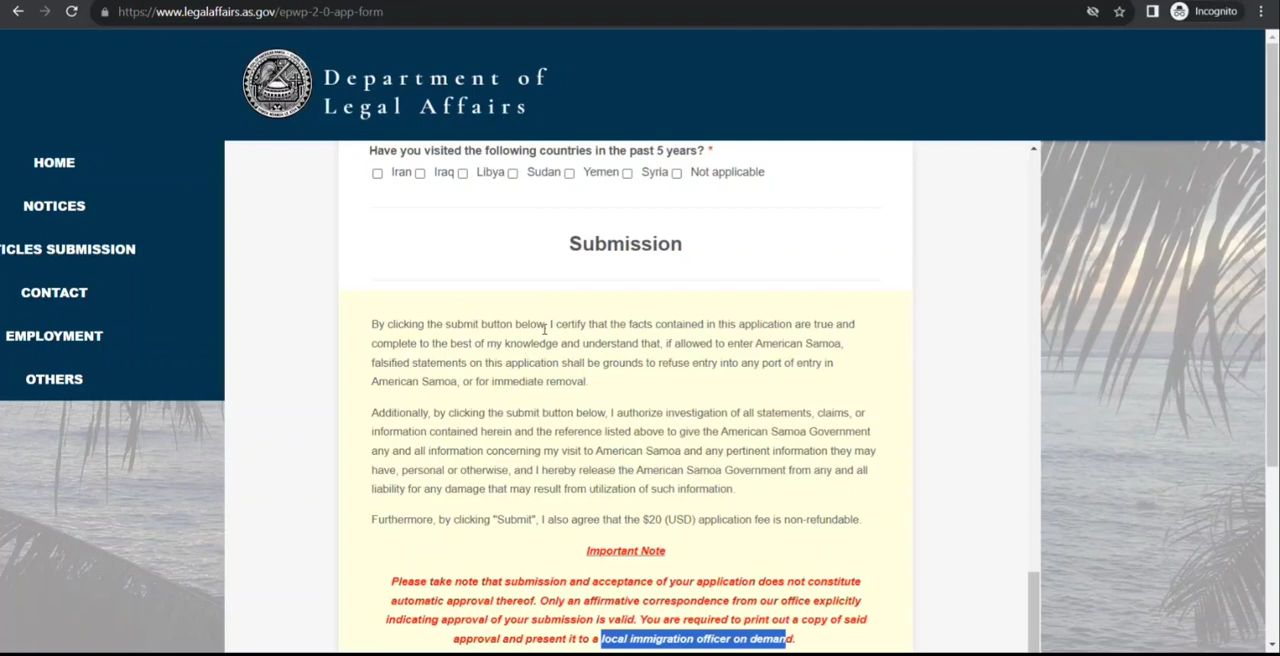 https://www.legalaffairs.as.gov/epwp-2-0-app-form
Incognito
Department of
Legal Affairs
HOME
NOTICES
TICLES SUBMISSION
CONTACT
EMPLOYMENT
OTHERS
Have you visited the following countries in the past 5 years? *
Iran Iraq Libya Sudan Yemen Syria Not applicable
Submission
By clicking the submit button below, I certify that the facts contained in this application are true and
complete to the best of my knowledge and understand that, if allowed to enter American Samoa,
falsified statements on this application shall be grounds to refuse entry into any port of entry in
American Samoa, or for immediate removal.
Additionally, by clicking the submit button below, I authorize investigation of all statements, claims, or
information contained herein and the reference listed above to give the American Samoa Government
any and all information concerning my visit to American Samoa and any pertinent information they may
have, personal or otherwise, and I hereby release the American Samoa Government from any and all
liability for any damage that may result from utilization of such information.
Furthermore, by clicking "Submit", I also agree that the $20 (USD) application fee is non-refundable.
Important Note
Please take note that submission and acceptance of your application does not constitute
automatic approval thereof. Only an affirmative correspondence from our office explicitly
indicating approval of your submission is valid. You are required to print out a copy of said
approval and present it to a local immigration officer on demand.